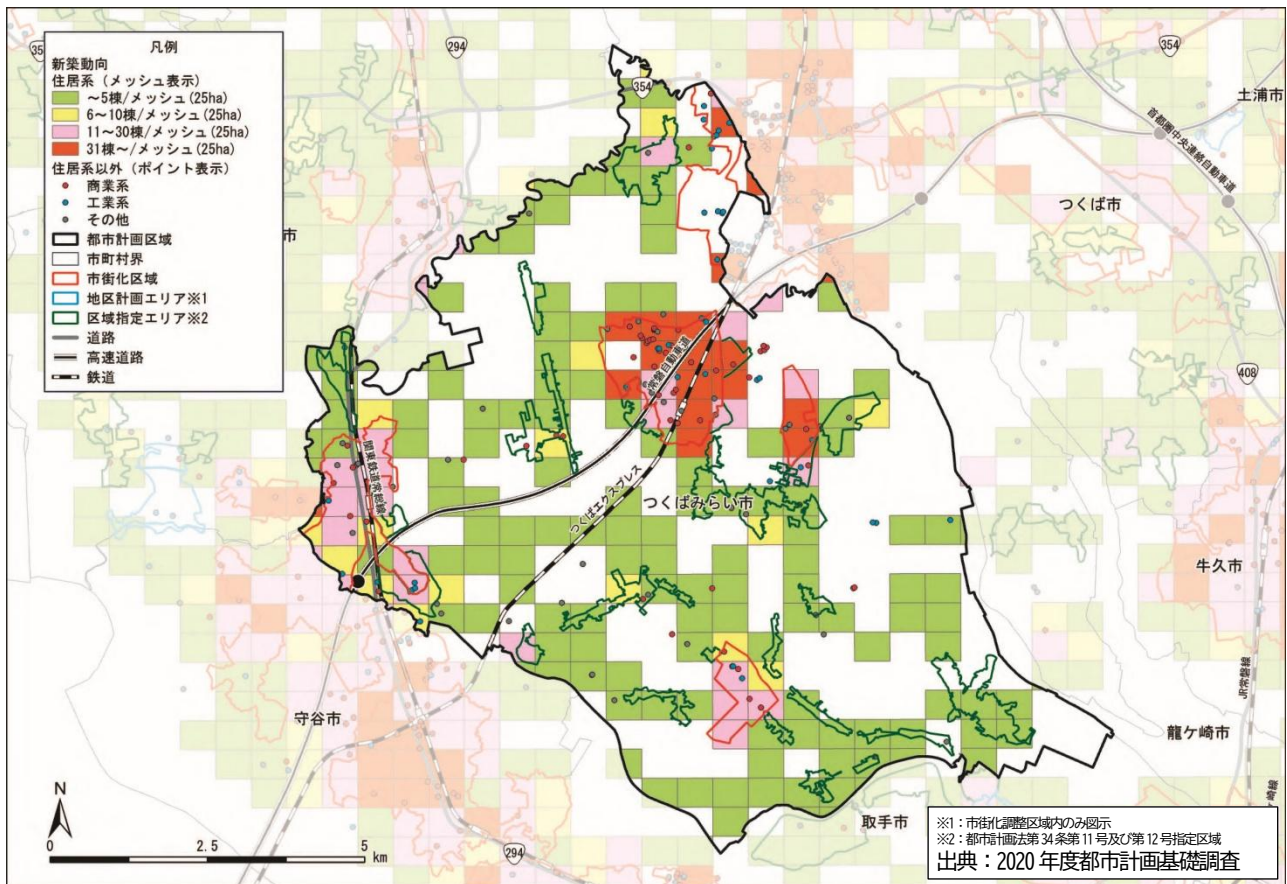 凡例
新築動向
住居系（メッシュ表示）
～5棟/メッシュ(25ha)
6～10棟/メッシュ(25ha)
11～30棟/メッシュ(25ha)
31棟～/メッシュ(25ha)
住居系以外（ポイント表示）
商業系
工業系
その他
都市計画区域
市町村界
市街化区域
地区計画エリア※1
区域指定エリア※2
道路
高速道路
鉄道
294
354
354
土浦市
首都圏中央連絡自動車道
つくば市
市
常磐自動車道
408
関東鉄道常総線
つくばエクスプレス
つくばみらい市
牛久市
JR常磐線
守谷市
龍ケ崎市
取手市
294
N
0
2.5
5
km
※1：市街化調整区域内のみ図示
※2：都市計画法第34条第11号及び第12号指定区域
出典：2020年度都市計画基礎調査